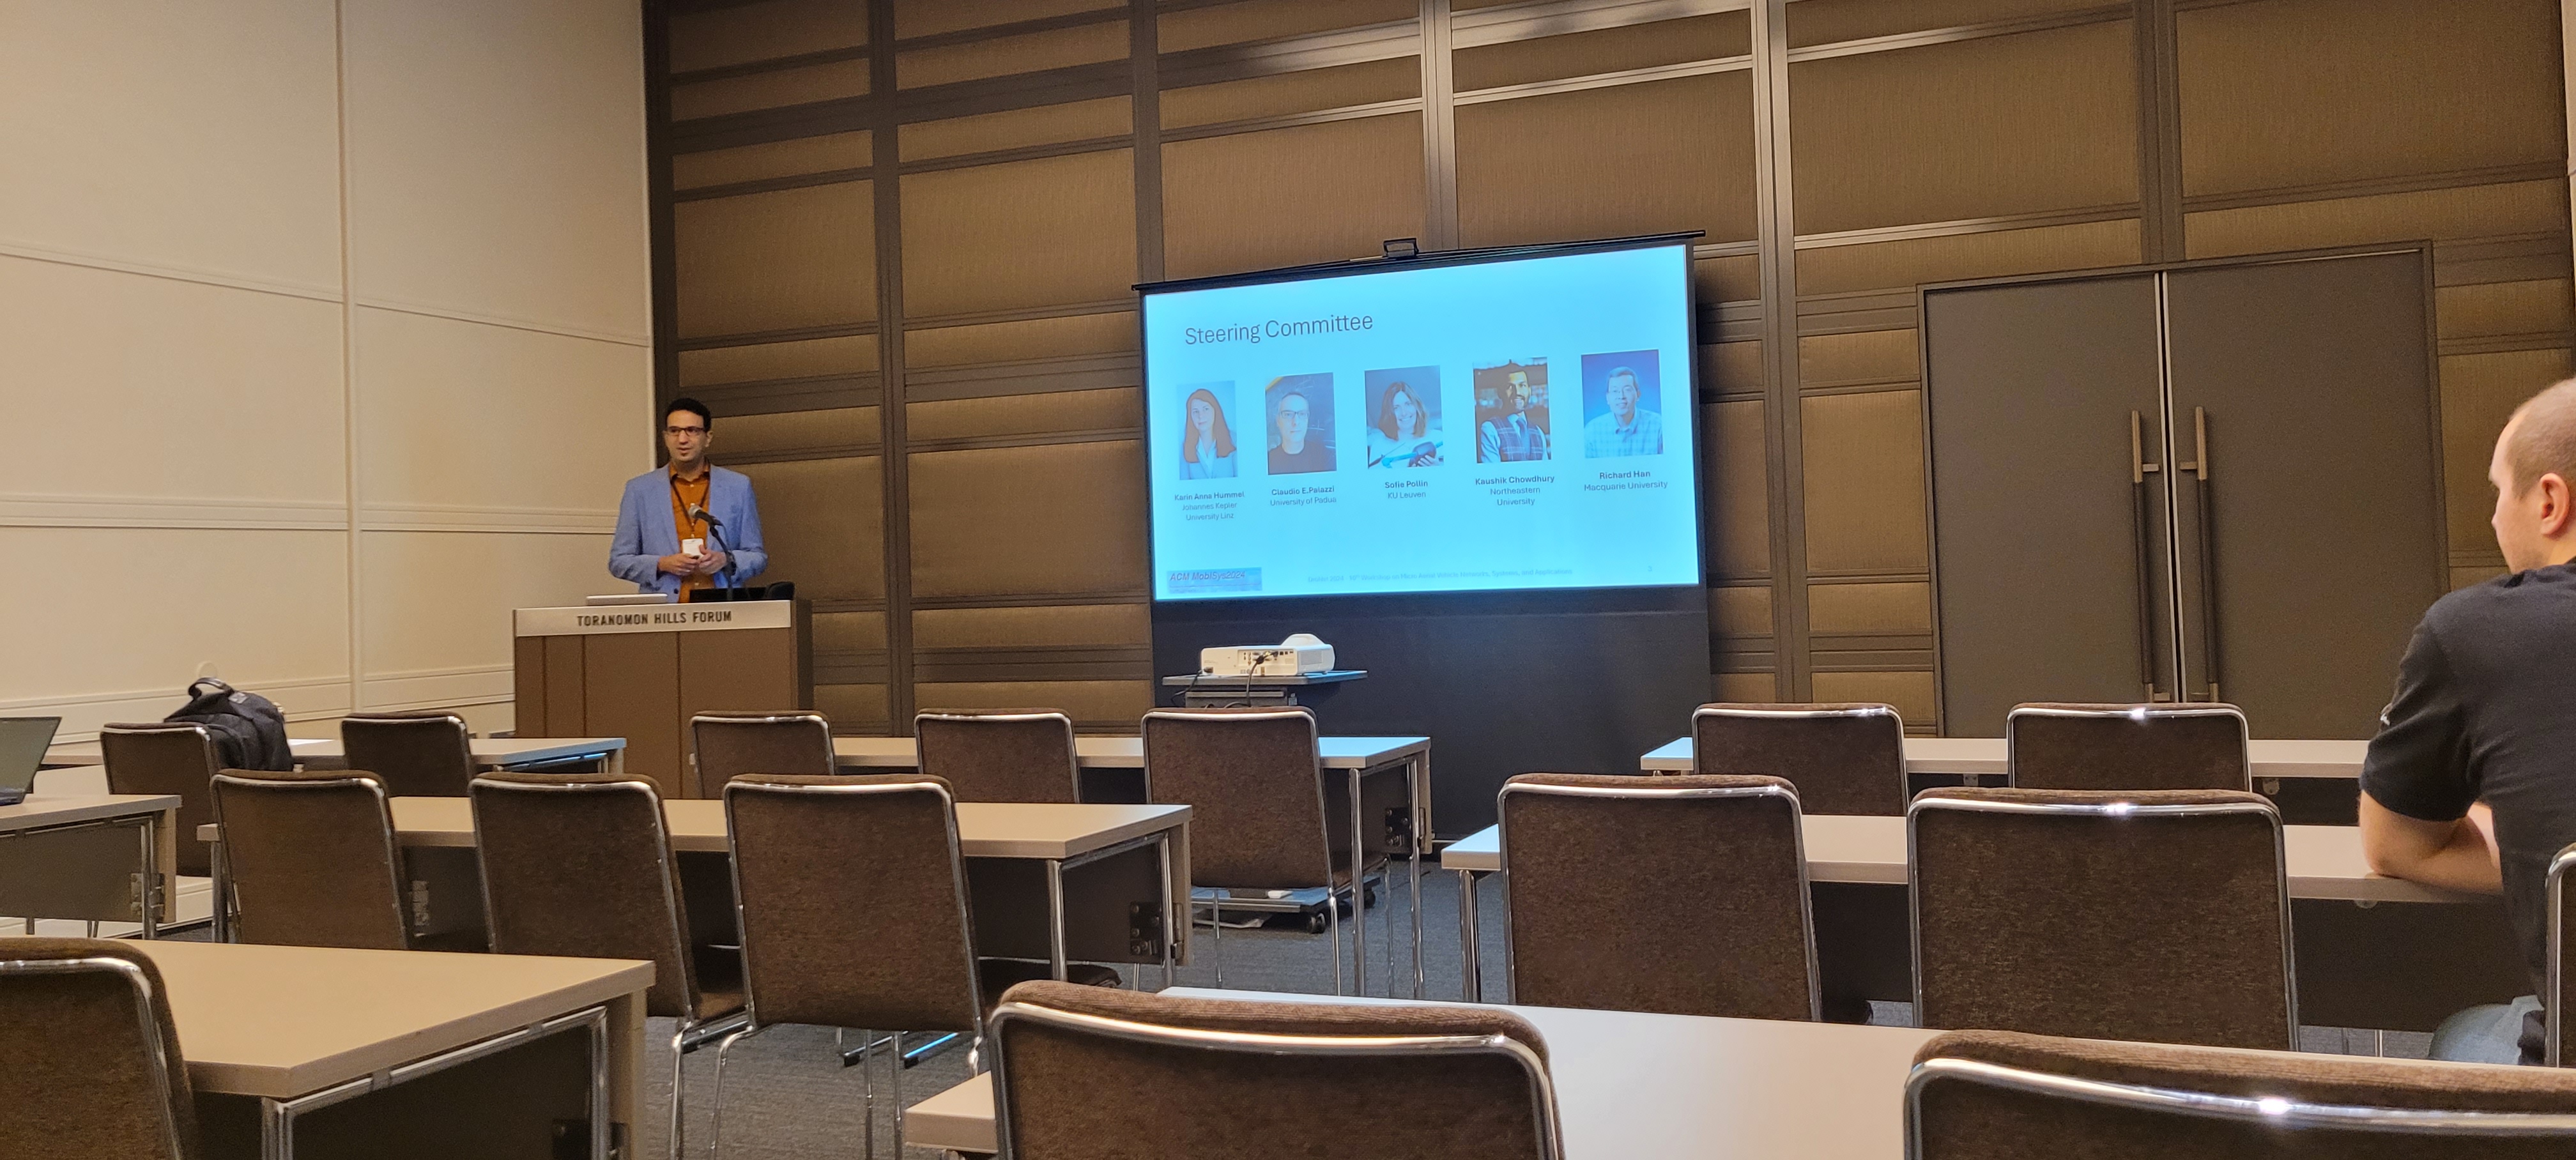 Steering Committee
Karin Anna Hummel
Johannes Kepler
University Linz
Claudio E.Palazzi
University of Padua
Sofie Pollin
KU Leuven
Kaushik Chowdhury
Northeastern
University
Richard Han
Macquarie University
ACM MobiSys2024
TORANOMON HILLS FORUM